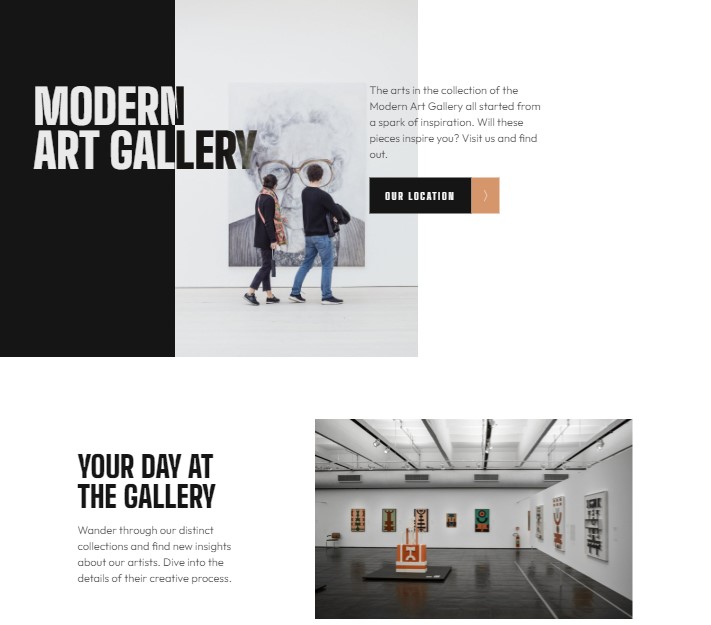 MODERN
ART GALLERY
The arts in the collection of the
Modern Art Gallery all started from
a spark of inspiration. Will these
pieces inspire you? Visit us and find
out.
OUR LOCATION
YOUR DAY AT
THE GALLERY
Wander through our distinct
collections and find new insights
about our artists. Dive into the
details of their creative process.